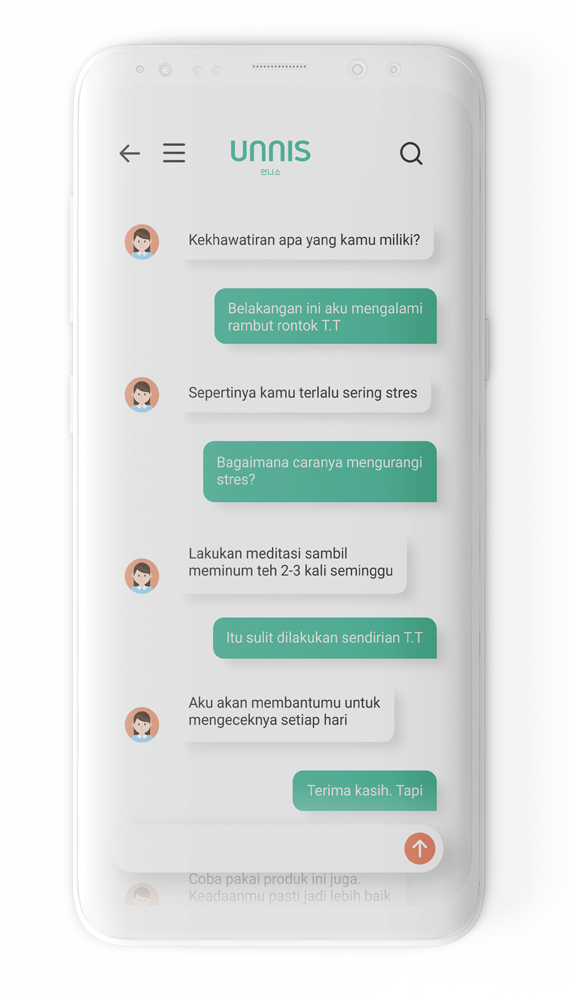 UNNIS
언니스
Kekhawatiran apa yang kamu miliki?
Belakangan ini aku mengalami
rambut rontok T.T
Sepertinya kamu terlalu sering stres
Bagaimana caranya mengurangi
stres?
Lakukan meditasi sambil
meminum teh 2-3 kali seminggu
Itu sulit dilakukan sendirian T.T
Aku akan membantumu untuk
mengeceknya setiap hari
Terima kasih. Tapi
Coba pakai produk ini juga.
Keadaanmu pasti jadi lebih baik